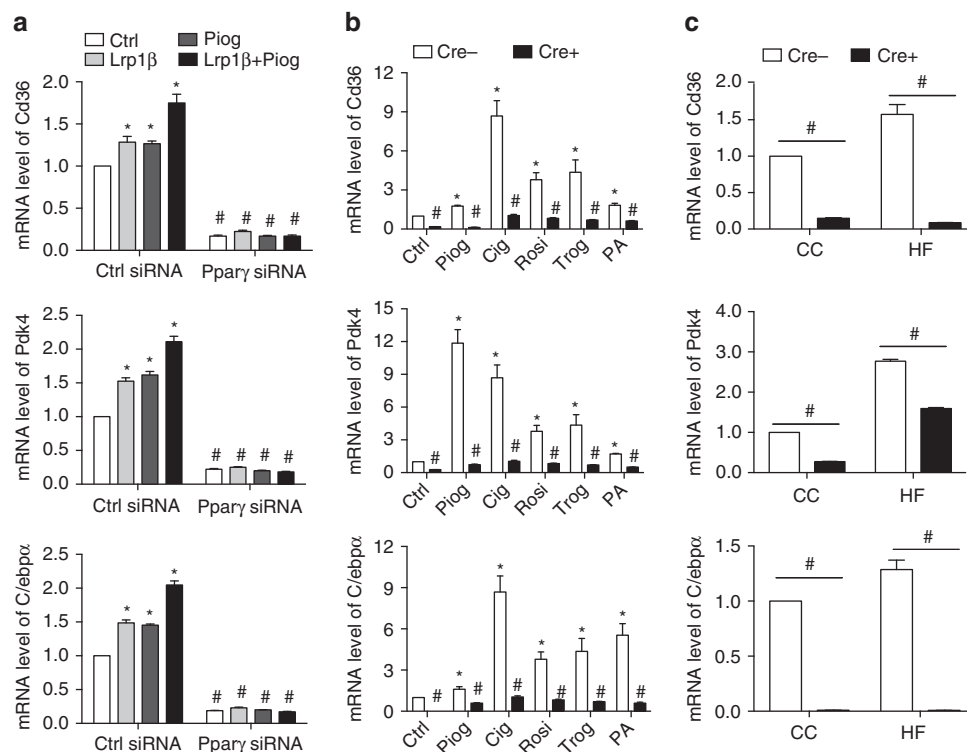 a
Ctrl
Piog
Lrp1β
Lrp1β+Piog
mRNA level of Cd36
2.0
1.5
1.0
0.5
0.0
* * *
# # # #
Ctrl siRNA
Pparγ siRNA
mRNA level of Pdk4
2.5
2.0
1.5
1.0
0.5
0.0
* * *
# # # #
Ctrl siRNA
Pparγ siRNA
mRNA level of C/ebpα
2.5
2.0
1.5
1.0
0.5
0.0
* * *
# # # #
Ctrl siRNA
Pparγ siRNA
b
Cre–
Cre+
mRNA level of Cd36
12
9
6
3
0
* * * * *
# # # # # #
Ctrl
Piog
Cig
Rosi
Trog
PA
mRNA level of Pdk4
15
12
9
6
3
0
* * * * *
# # # # # #
Ctrl
Piog
Cig
Rosi
Trog
PA
mRNA level of C/ebpα
12
9
6
3
0
* * * * *
# # # # # #
Ctrl
Piog
Cig
Rosi
Trog
PA
c
Cre–
Cre+
mRNA level of Cd36
2.0
1.5
1.0
0.5
0.0
# #
CC
HF
mRNA level of Pdk4
4.0
3.0
2.0
1.0
0.0
# #
CC
HF
mRNA level of C/ebpα
1.5
1.0
0.5
0.0
# #
CC
HF